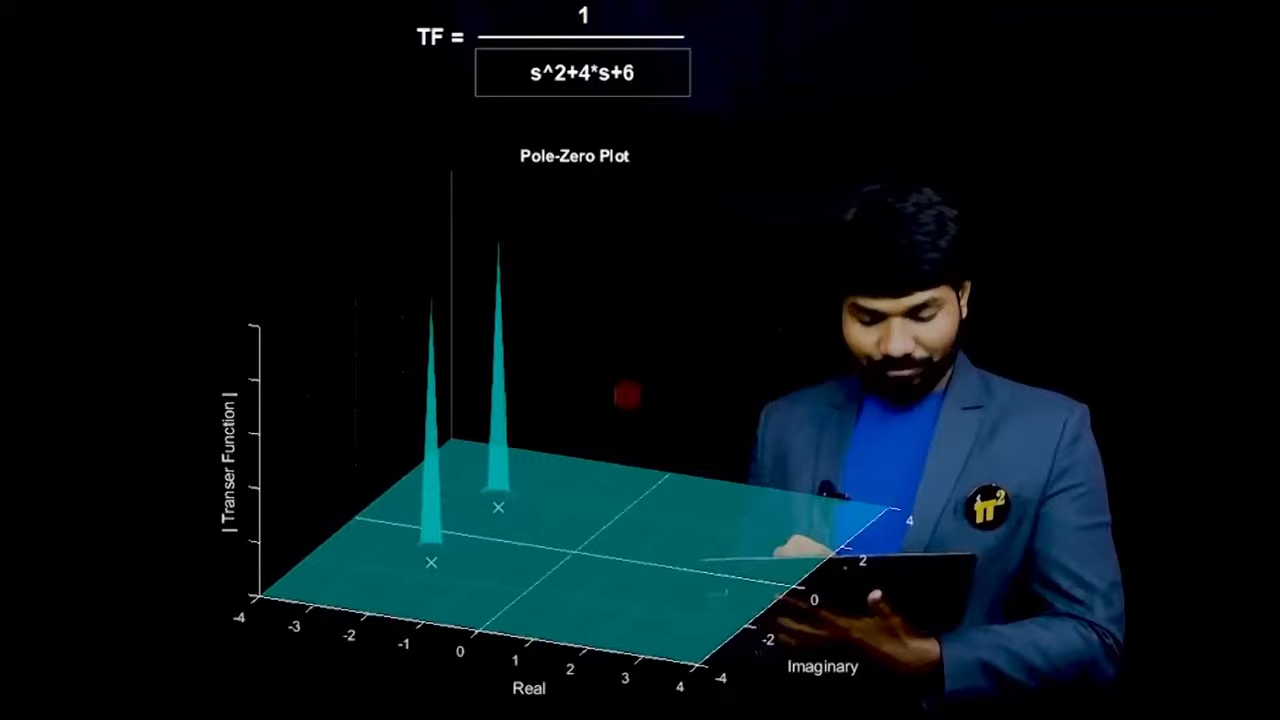 1
TF =
s^2+4*s+6
Pole-Zero Plot
| Transer Function |
-4
-3
-2
-1
0
1
2
3
4
Real
-4
-2
0
2
4
Imaginary
π²